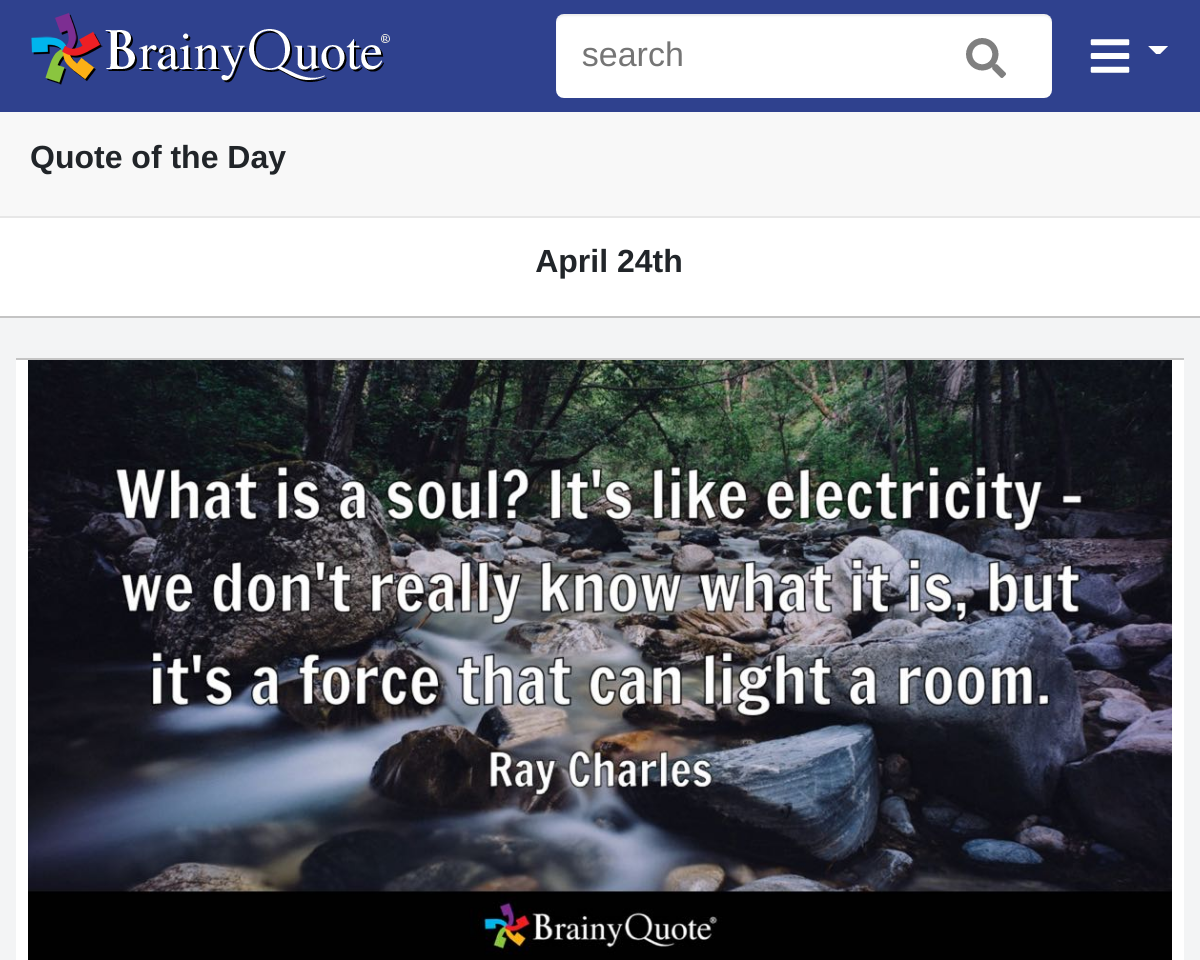 BrainyQuote®
search
Quote of the Day
April 24th
What is a soul? It's like electricity -
we don't really know what it is, but
it's a force that can light a room.
Ray Charles
BrainyQuote®